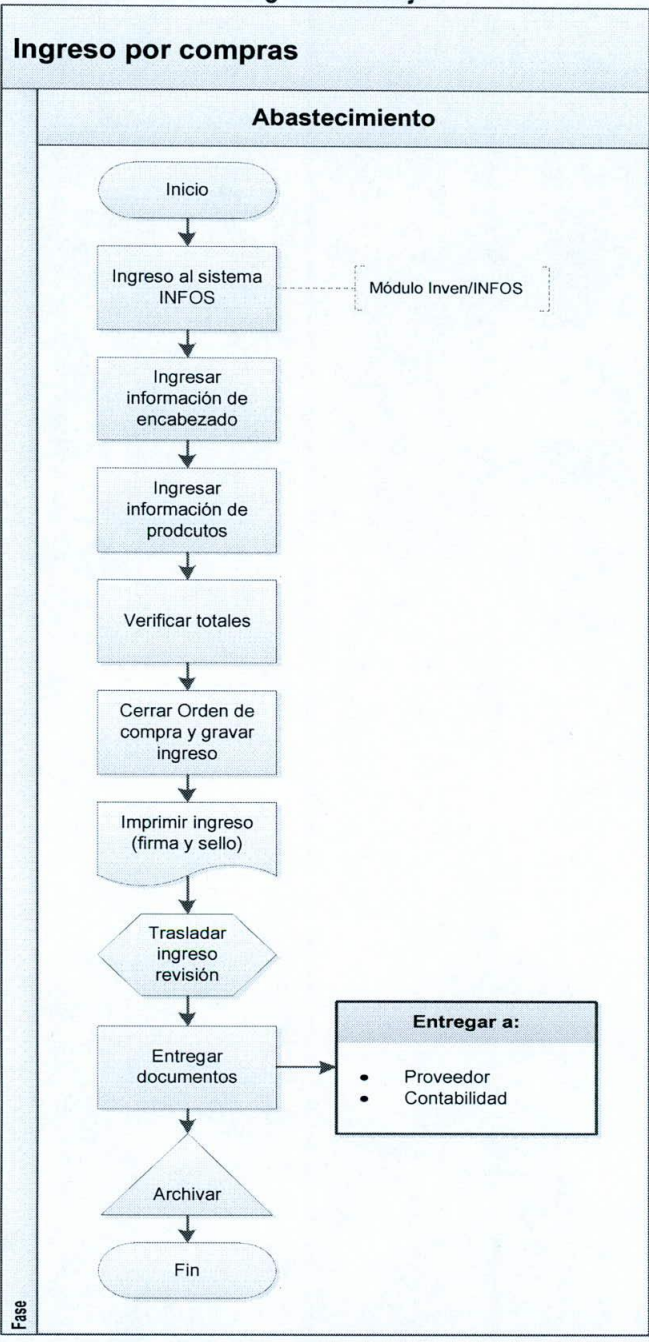 Ingreso por compras
Abastecimiento
Inicio
Ingreso al sistema
INFOS
Módulo Inven/INFOS
Ingresar
información de
encabezado
Ingresar
información de
prodcutos
Verificar totales
Cerrar Orden de
compra y gravar
ingreso
Imprimir ingreso
(firma y sello)
Trasladar
ingreso
revisión
Entregar
documentos
Entregar a:
• Proveedor
• Contabilidad
Archivar
Fin
Fase